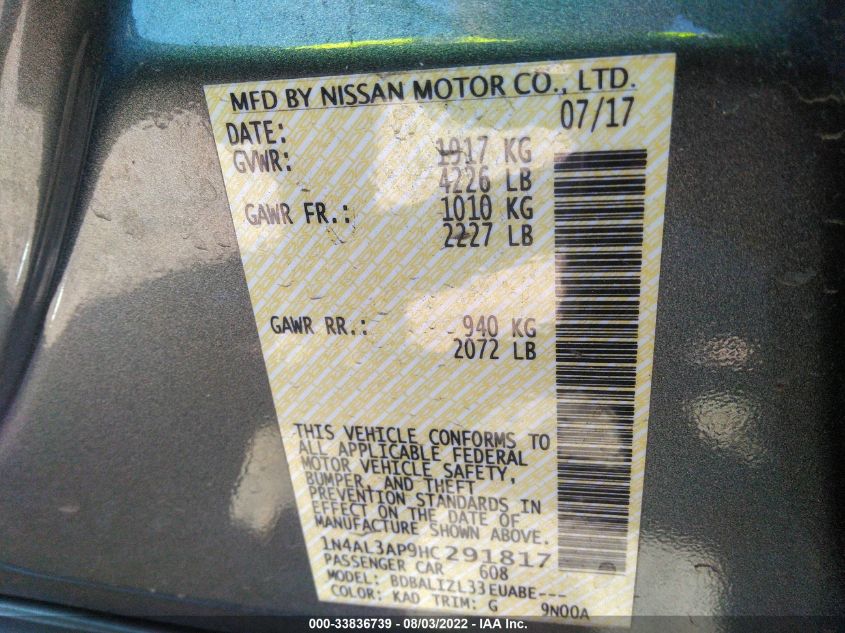 MFD BY NISSAN MOTOR CO., LTD.
DATE: 07/17
GVWR: 1917 KG
4226 LB
GAWR FR.: 1010 KG
2227 LB
GAWR RR.: 940 KG
2072 LB
THIS VEHICLE CONFORMS TO
ALL APPLICABLE FEDERAL
MOTOR VEHICLE SAFETY,
BUMPER, AND THEFT
PREVENTION STANDARDS IN
EFFECT ON THE DATE OF
MANUFACTURE SHOWN ABOVE.
1N4AL3AP9HC291817
PASSENGER CAR 608
MODEL: BDBALIZL33EUABE---
COLOR: KAD TRIM: G 9N00A
000-33836739 - 08/03/2022 - IAA Inc.